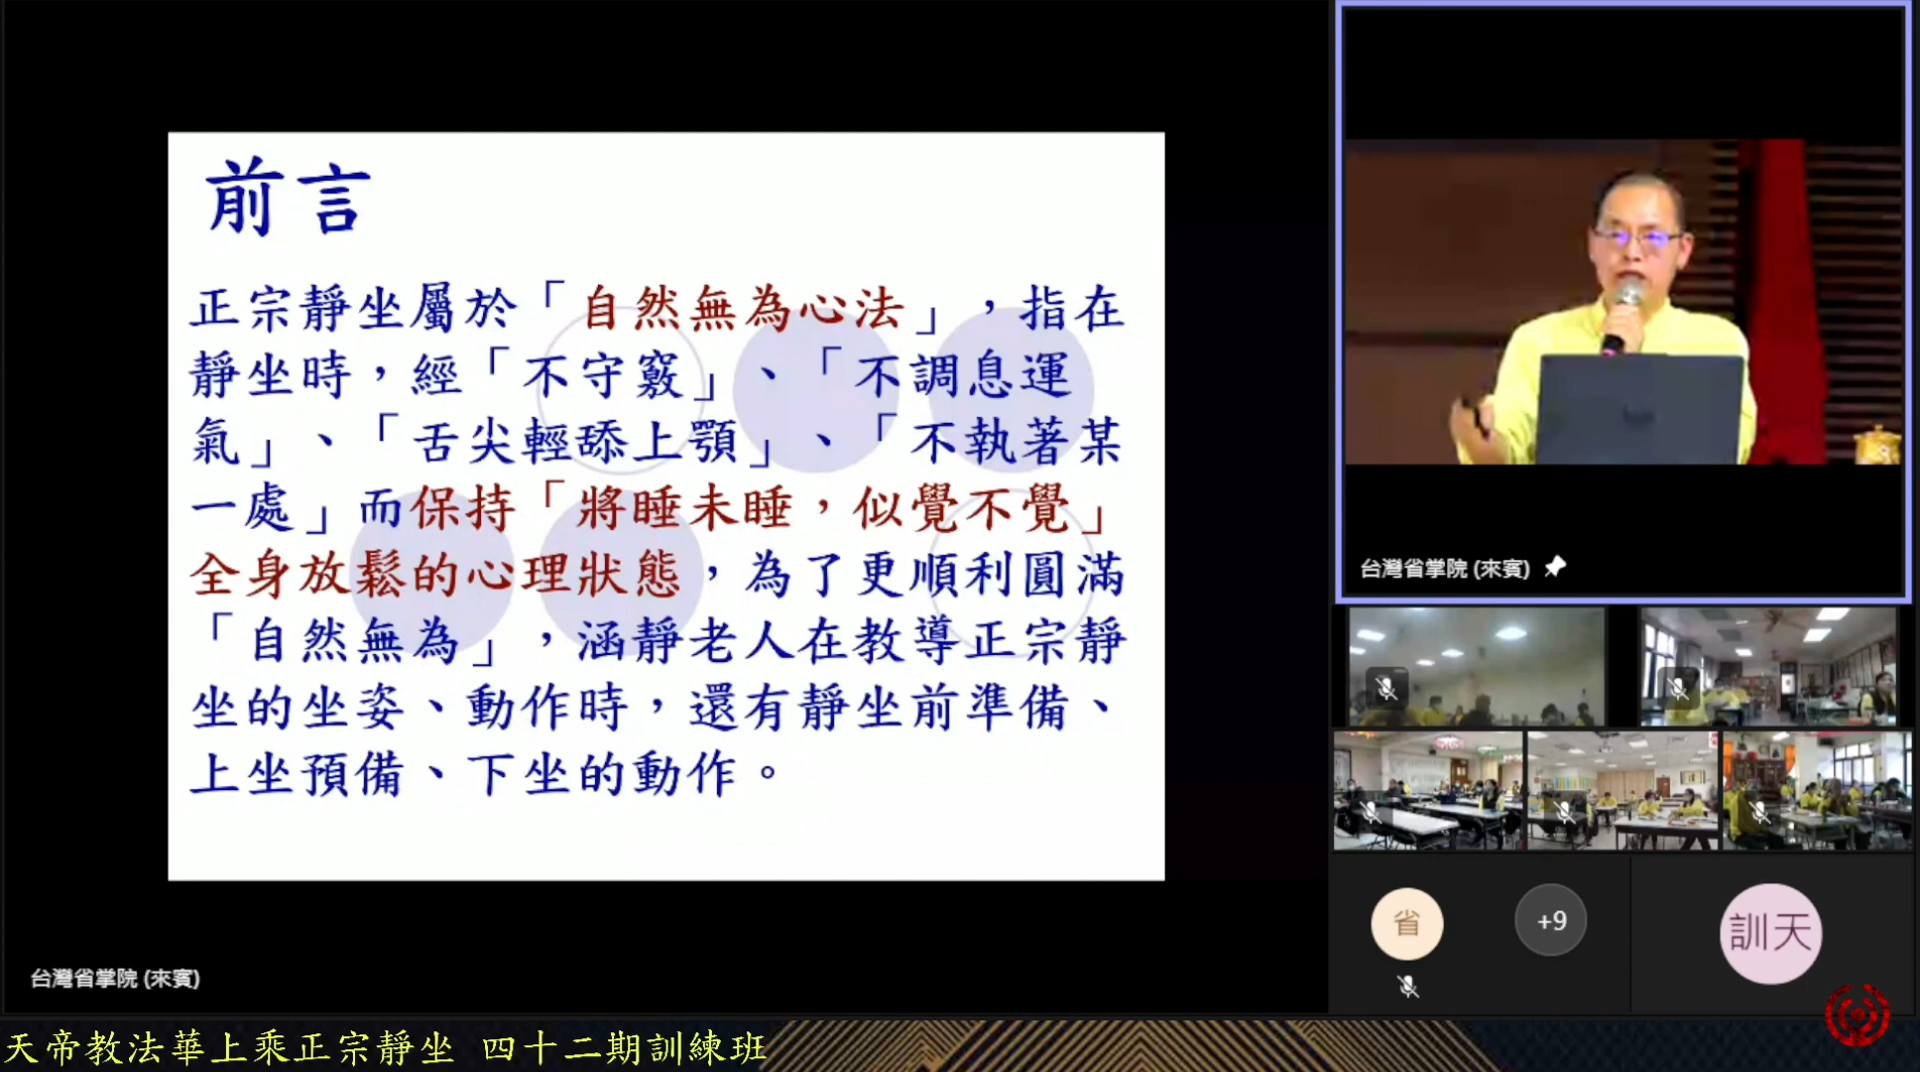 前言
正宗靜坐屬於「自然無為心法」，指在
靜坐時，經「不守竅」、「不調息運
氣」、「舌尖輕舔上顎」、「不執著某
一處」而保持「將睡未睡，似覺不覺」
全身放鬆的心理狀態，為了更順利圓滿
「自然無為」，涵靜老人在教導正宗靜
坐的坐姿、動作時，還有靜坐前準備、
上坐預備、下坐的動作。
台灣省掌院 (來賓)
台灣省掌院 (來賓)
省
+9
訓天
天帝教法華上乘正宗靜坐 四十二期訓練班